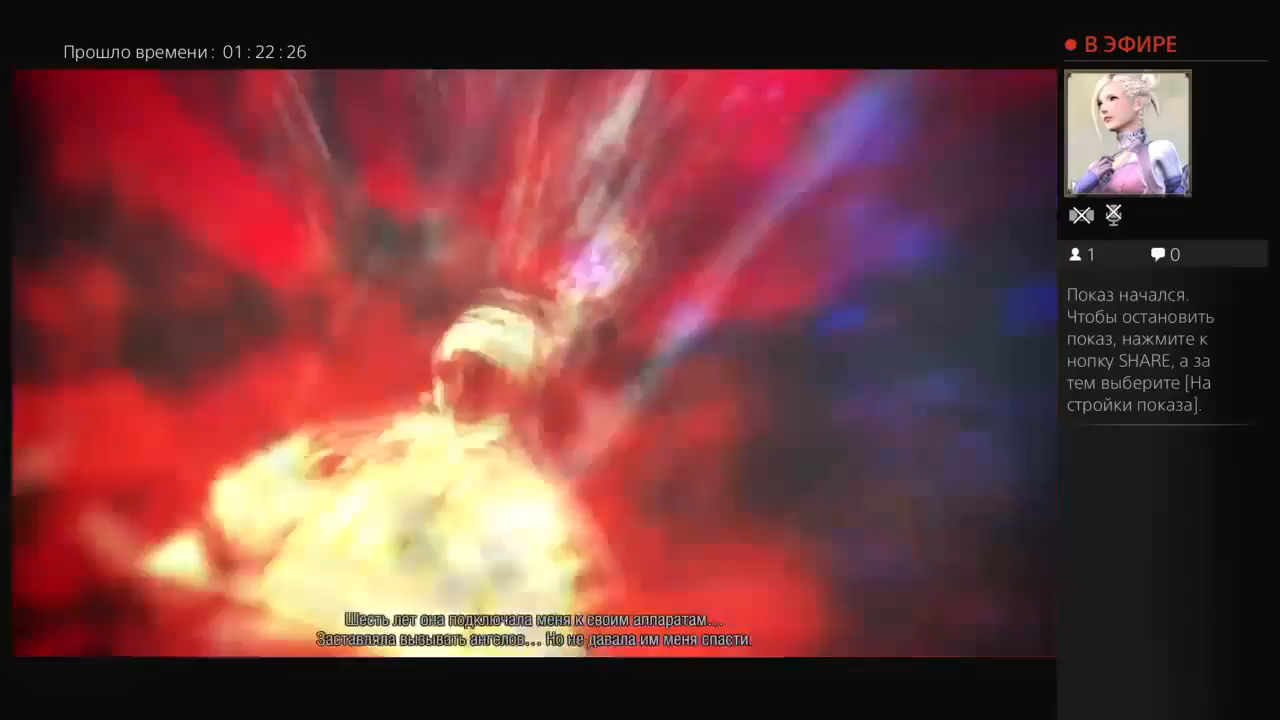 Прошло времени: 01:22:26
В ЭФИРЕ
1
0
Показ начался.
Чтобы остановить
показ, нажмите к
нопку SHARE, а за
тем выберите [На
стройки показа].
Шесть лет она подключала меня к своим аппаратам...
Заставляла вызывать ангелов... Но не давала им меня спасти.